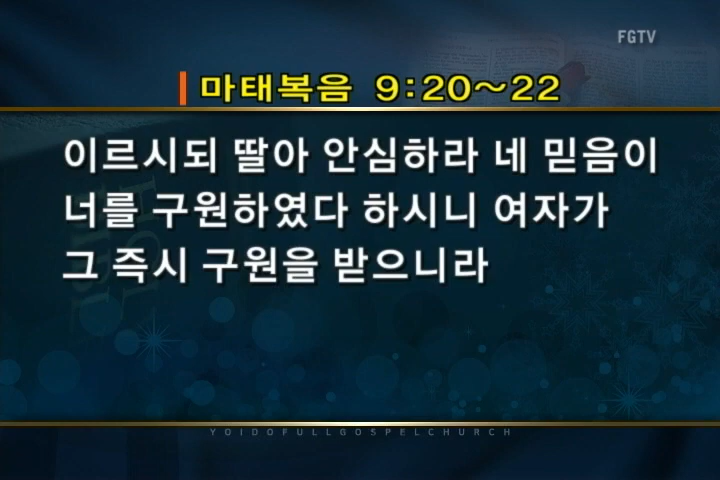 FGTV
마태복음 9:20~22
이르시되 딸아 안심하라 네 믿음이
너를 구원하였다 하시니 여자가
그 즉시 구원을 받으니라
YOIDOFULLGOSPELCHURCH